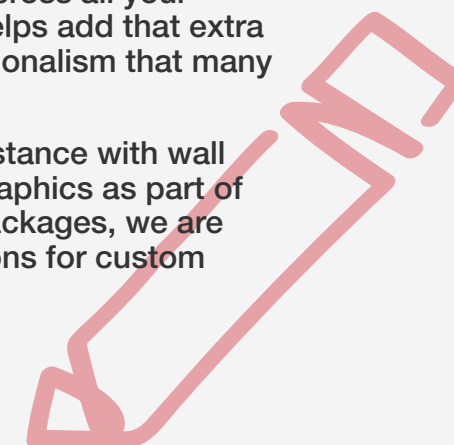 elps add that extra
onalism that many
stance with wall
aphics as part of
ckages, we are
ons for custom